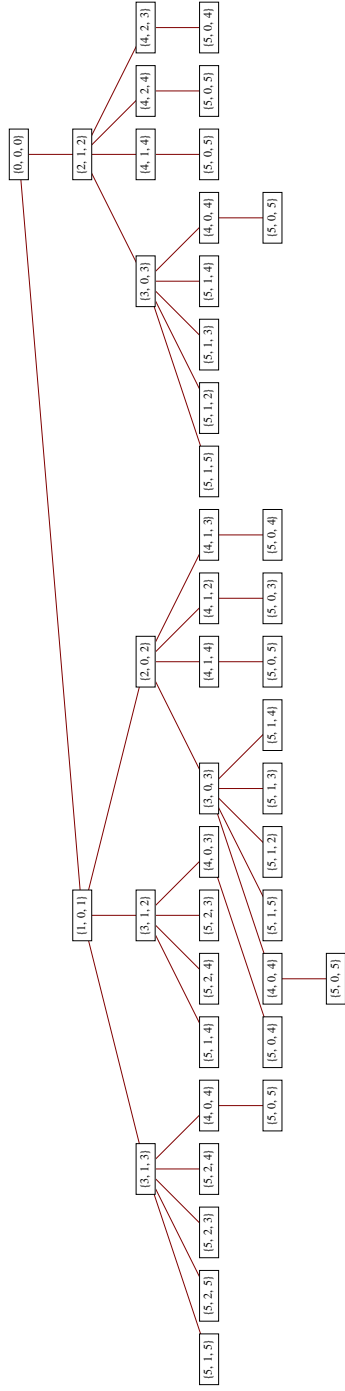 {0, 0, 0}
{1, 0, 1} {2, 1, 2}
{3, 1, 3} {3, 1, 2} {2, 0, 2} {3, 0, 3} {4, 1, 4} {4, 2, 4} {4, 2, 3}
{5, 1, 5} {5, 2, 5} {5, 2, 3} {5, 2, 4} {4, 0, 4} {5, 1, 4} {5, 2, 4} {5, 2, 3} {4, 0, 3} {3, 0, 3} {4, 1, 4} {4, 1, 2} {4, 1, 3} {5, 1, 5} {5, 1, 2} {5, 1, 3} {5, 1, 4} {4, 0, 4} {5, 0, 5} {5, 0, 5} {5, 0, 4}
{5, 0, 5} {5, 0, 4} {4, 0, 4} {5, 1, 5} {5, 1, 2} {5, 1, 3} {5, 1, 4} {5, 0, 5} {5, 0, 3} {5, 0, 4} {5, 0, 5}
{5, 0, 5}